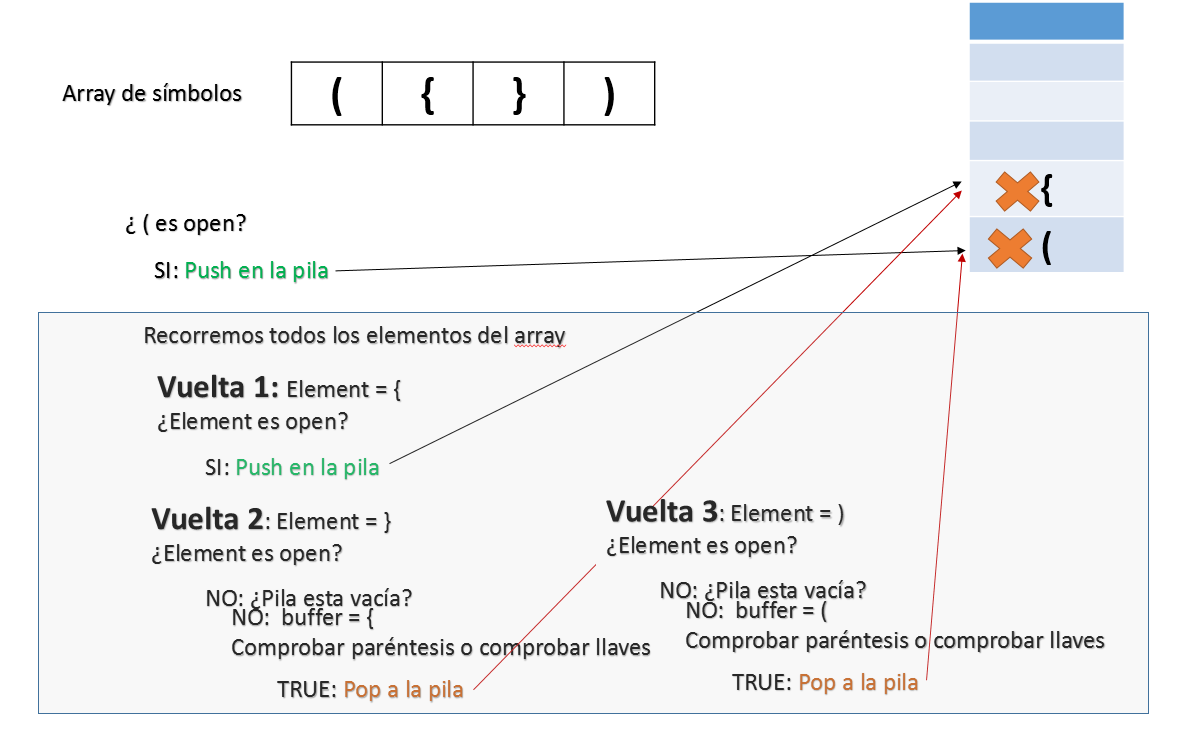 Array de símbolos
( { } )
{
(
¿ ( es open?
SI: Push en la pila
Recorremos todos los elementos del array
Vuelta 1: Element = {
¿Element es open?
SI: Push en la pila
Vuelta 2: Element = }
¿Element es open?
NO: ¿Pila esta vacía?
NO:  buffer = {
Comprobar paréntesis o comprobar llaves
TRUE: Pop a la pila
Vuelta 3: Element = )
¿Element es open?
NO: ¿Pila esta vacía?
NO:  buffer = (
Comprobar paréntesis o comprobar llaves
TRUE: Pop a la pila